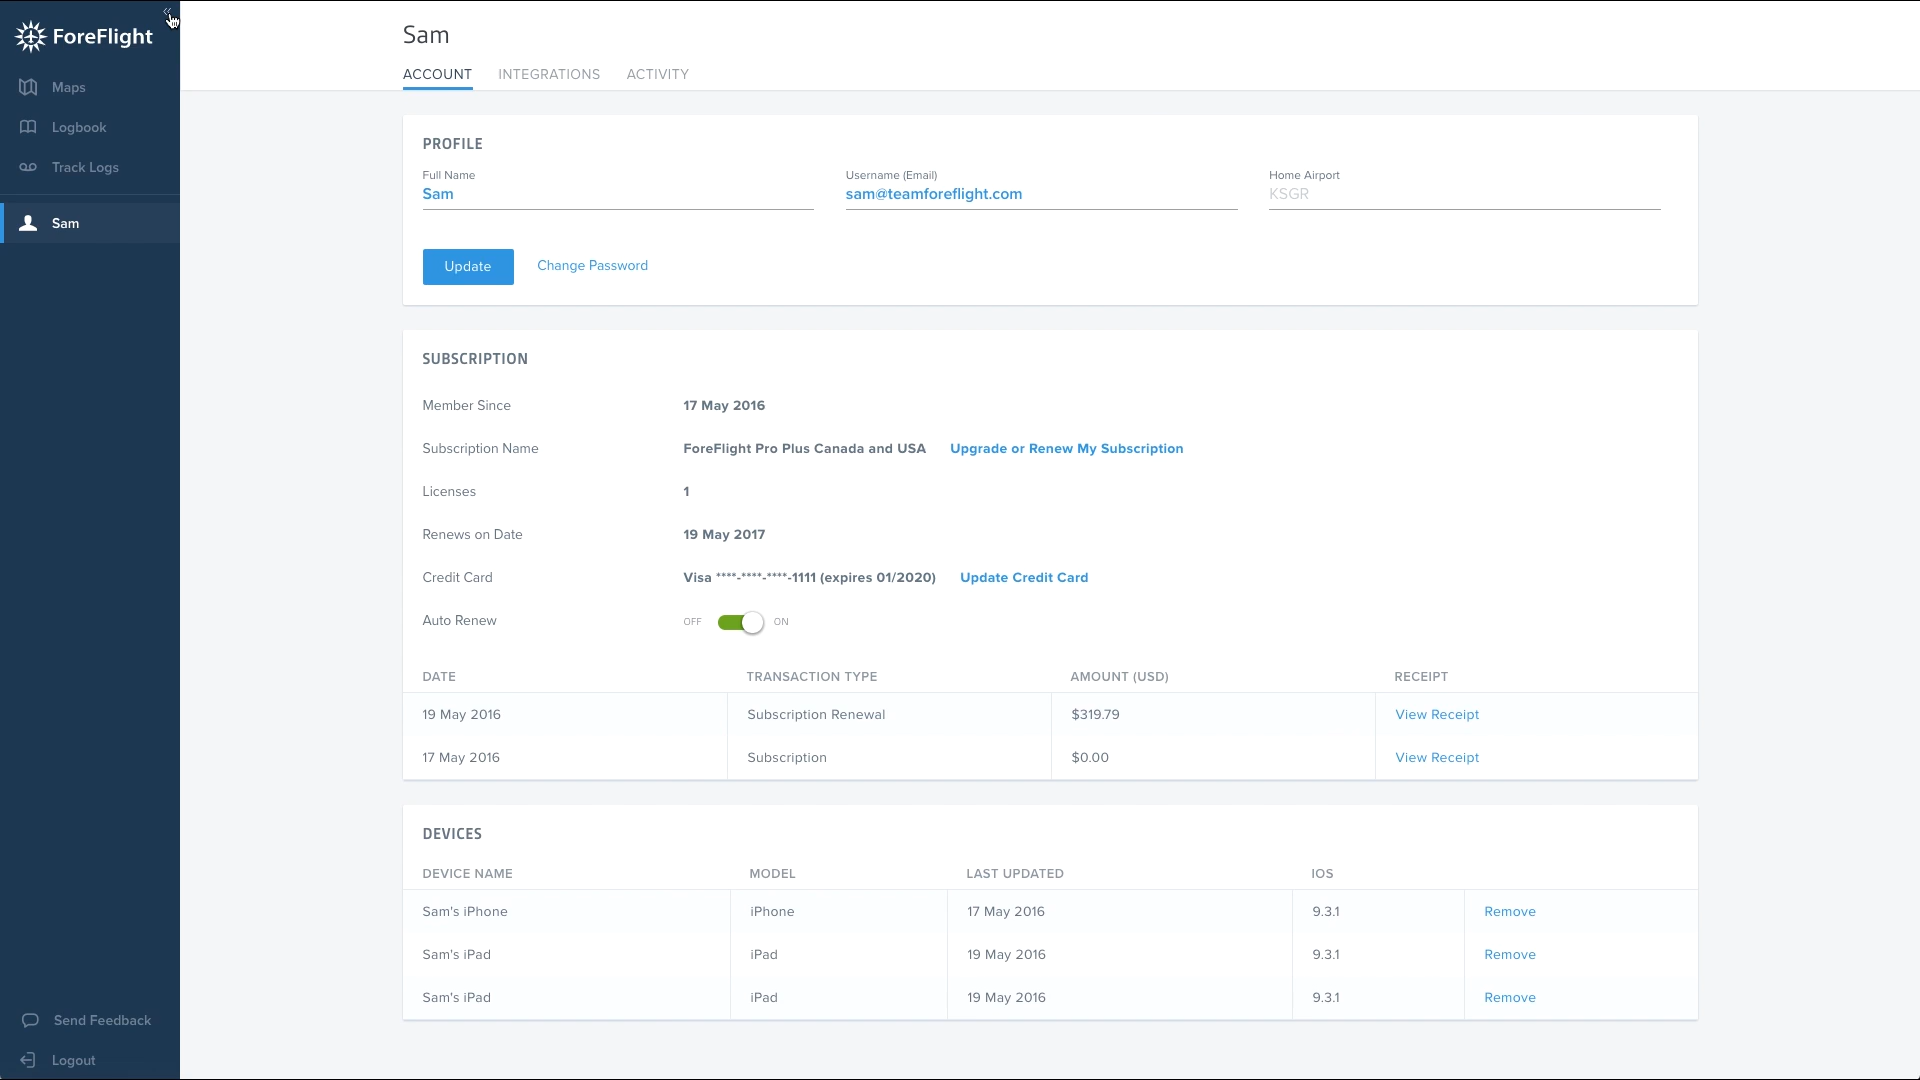 ForeFlight
Maps
Logbook
Track Logs
Sam
Send Feedback
Logout
Sam
ACCOUNT INTEGRATIONS ACTIVITY
PROFILE
Full Name Username (Email) Home Airport
Sam sam@teamforeflight.com KSGR
Update Change Password
SUBSCRIPTION
Member Since 17 May 2016
Subscription Name ForeFlight Pro Plus Canada and USA Upgrade or Renew My Subscription
Licenses 1
Renews on Date 19 May 2017
Credit Card Visa ****-****-****-1111 (expires 01/2020) Update Credit Card
Auto Renew OFF ON
DATE TRANSACTION TYPE AMOUNT (USD) RECEIPT
19 May 2016 Subscription Renewal $319.79 View Receipt
17 May 2016 Subscription $0.00 View Receipt
DEVICES
DEVICE NAME MODEL LAST UPDATED IOS
Sam's iPhone iPhone 17 May 2016 9.3.1 Remove
Sam's iPad iPad 19 May 2016 9.3.1 Remove
Sam's iPad iPad 19 May 2016 9.3.1 Remove